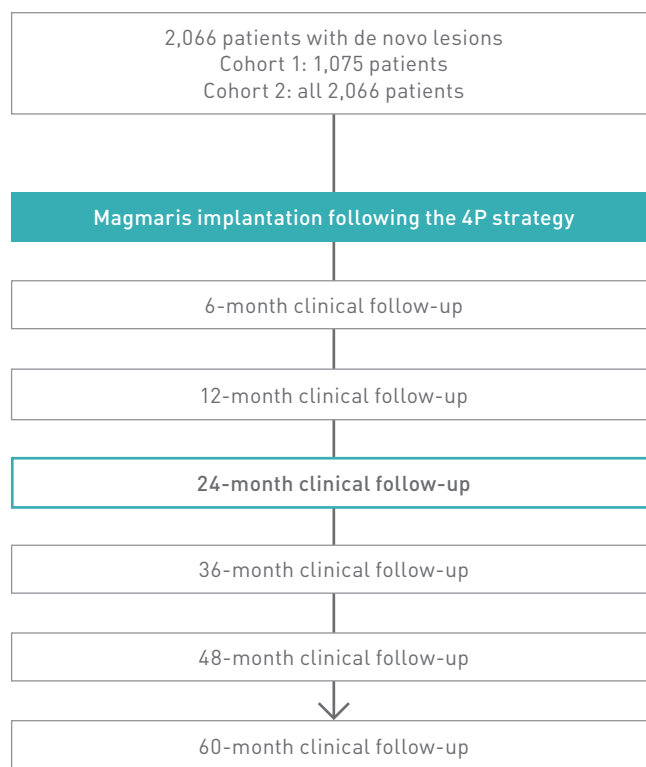 2,066 patients with de novo lesions
Cohort 1: 1,075 patients
Cohort 2: all 2,066 patients
Magmaris implantation following the 4P strategy
6-month clinical follow-up
12-month clinical follow-up
24-month clinical follow-up
36-month clinical follow-up
48-month clinical follow-up
60-month clinical follow-up